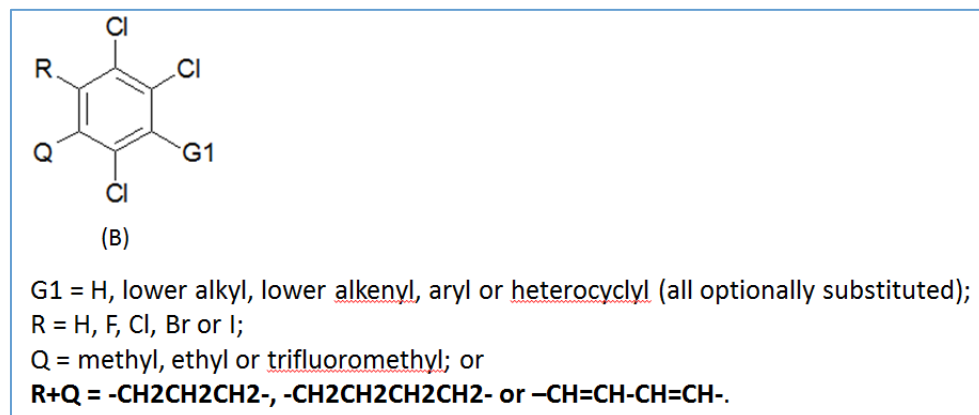 Cl
R
Cl
Q
G1
Cl
(B)
G1 = H, lower alkyl, lower alkenyl, aryl or heterocyclyl (all optionally substituted);
R = H, F, Cl, Br or I;
Q = methyl, ethyl or trifluoromethyl; or
R+Q = -CH2CH2CH2-, -CH2CH2CH2CH2- or –CH=CH-CH=CH-.